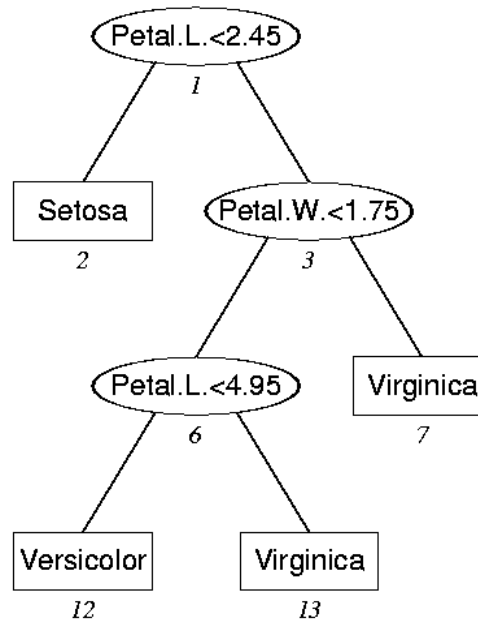 Petal.L.<2.45
1
Setosa
Petal.W.<1.75
2
3
Petal.L.<4.95
Virginica
6
7
Versicolor
Virginica
12
13